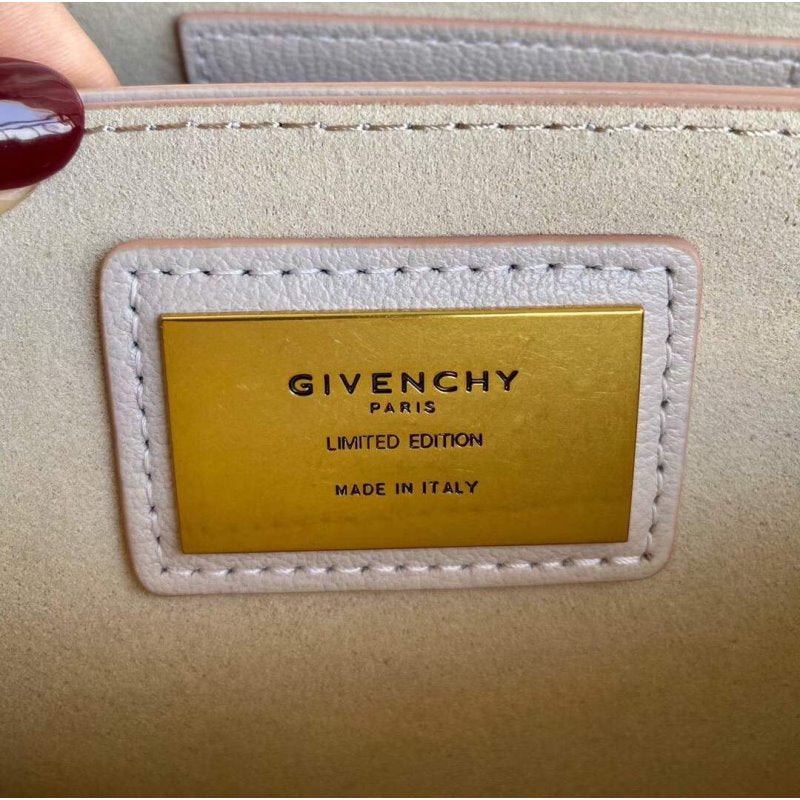 GIVENCHY
PARIS
LIMITED EDITION
MADE IN ITALY